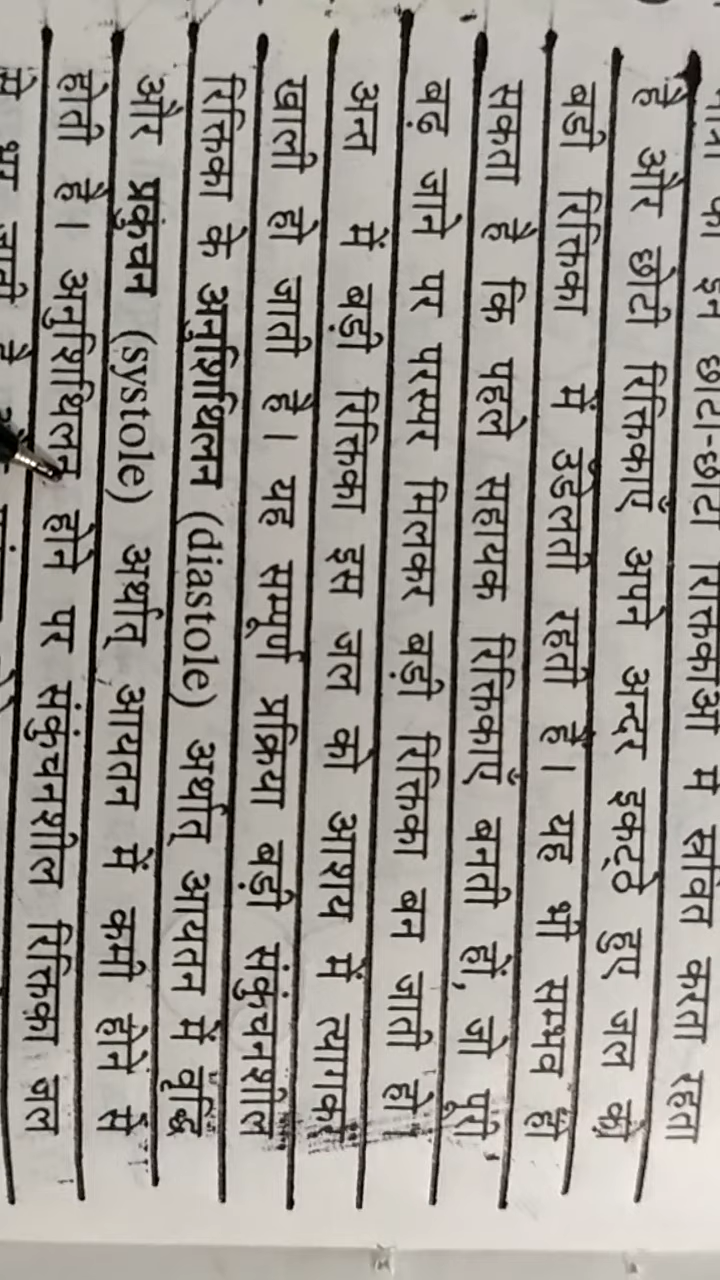 को इन छोटी-छोटी रिक्तिकाओं में स्रावित करता रहता
है और छोटी रिक्तिकाएँ अपने अन्दर इकट्ठे हुए जल को
बड़ी रिक्तिका में उँडेलती रहती हैं। यह भी सम्भव हो
सकता है कि पहले सहायक रिक्तिकाएँ बनती हों, जो पूरी
बढ़ जाने पर परस्पर मिलकर बड़ी रिक्तिका बन जाती हो।
अन्त में बड़ी रिक्तिका इस जल को आशय में त्यागकर
खाली हो जाती है। यह सम्पूर्ण प्रक्रिया बड़ी संकुंचनशील
रिक्तिका के अनुशिथिलन (diastole) अर्थात् आयतन में वृद्धि
और प्रकुंचन (systole) अर्थात् आयतन में कमी होने से
होती है। अनुशिथिलन होने पर संकुंचनशील रिक्तिका जल
से भर जाती है